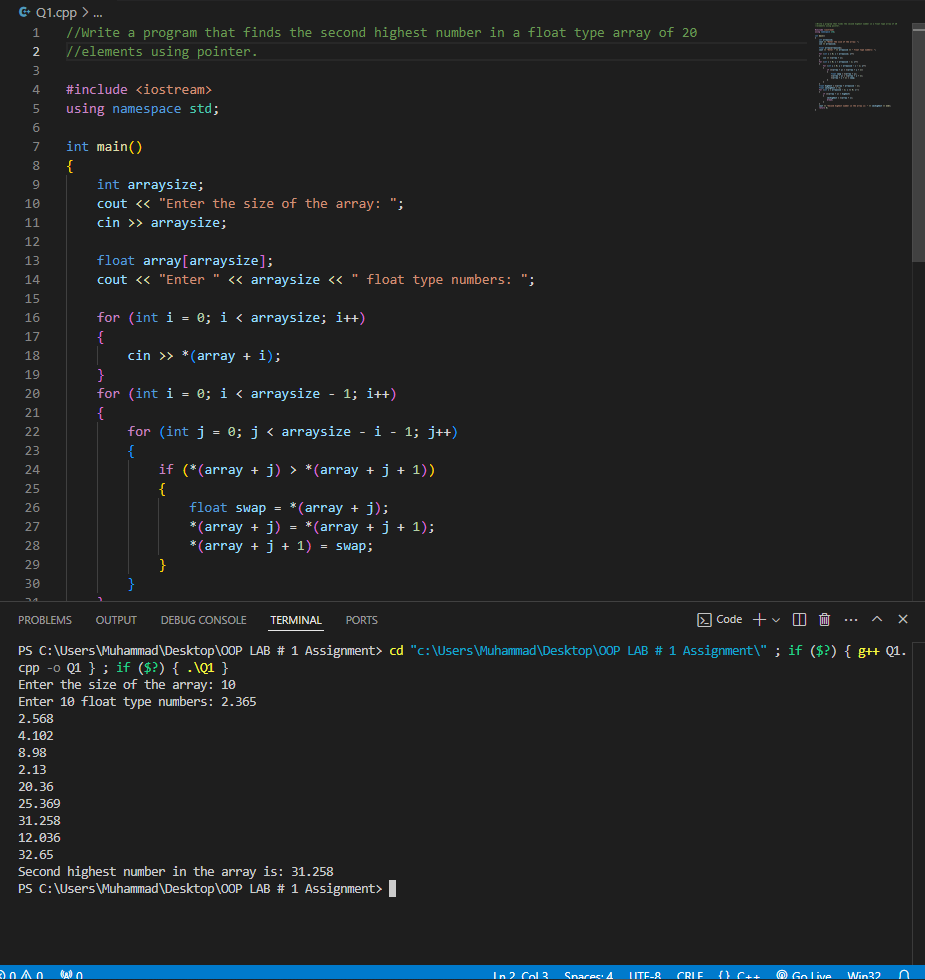 Q1.cpp > ...
1 //Write a program that finds the second highest number in a float type array of 20
2 //elements using pointer.
3
4 #include <iostream>
5 using namespace std;
6
7 int main()
8 {
9 int arraysize;
10 cout << "Enter the size of the array: ";
11 cin >> arraysize;
12
13 float array[arraysize];
14 cout << "Enter " << arraysize << " float type numbers: ";
15
16 for (int i = 0; i < arraysize; i++)
17 {
18 cin >> *(array + i);
19 }
20 for (int i = 0; i < arraysize - 1; i++)
21 {
22 for (int j = 0; j < arraysize - i - 1; j++)
23 {
24 if (*(array + j) > *(array + j + 1))
25 {
26 float swap = *(array + j);
27 *(array + j) = *(array + j + 1);
28 *(array + j + 1) = swap;
29 }
30 }
31 }
PROBLEMS OUTPUT DEBUG CONSOLE TERMINAL PORTS Code
PS C:\Users\Muhammad\Desktop\OOP LAB # 1 Assignment> cd "c:\Users\Muhammad\Desktop\OOP LAB # 1 Assignment\" ; if ($?) { g++ Q1.
cpp -o Q1 } ; if ($?) { .\Q1 }
Enter the size of the array: 10
Enter 10 float type numbers: 2.365
2.568
4.102
8.98
2.13
20.36
25.369
31.258
12.036
32.65
Second highest number in the array is: 31.258
PS C:\Users\Muhammad\Desktop\OOP LAB # 1 Assignment>
0 0 0 Ln 2, Col 3 Spaces: 4 UTF-8 CRLF {} C++ Go Live Win32